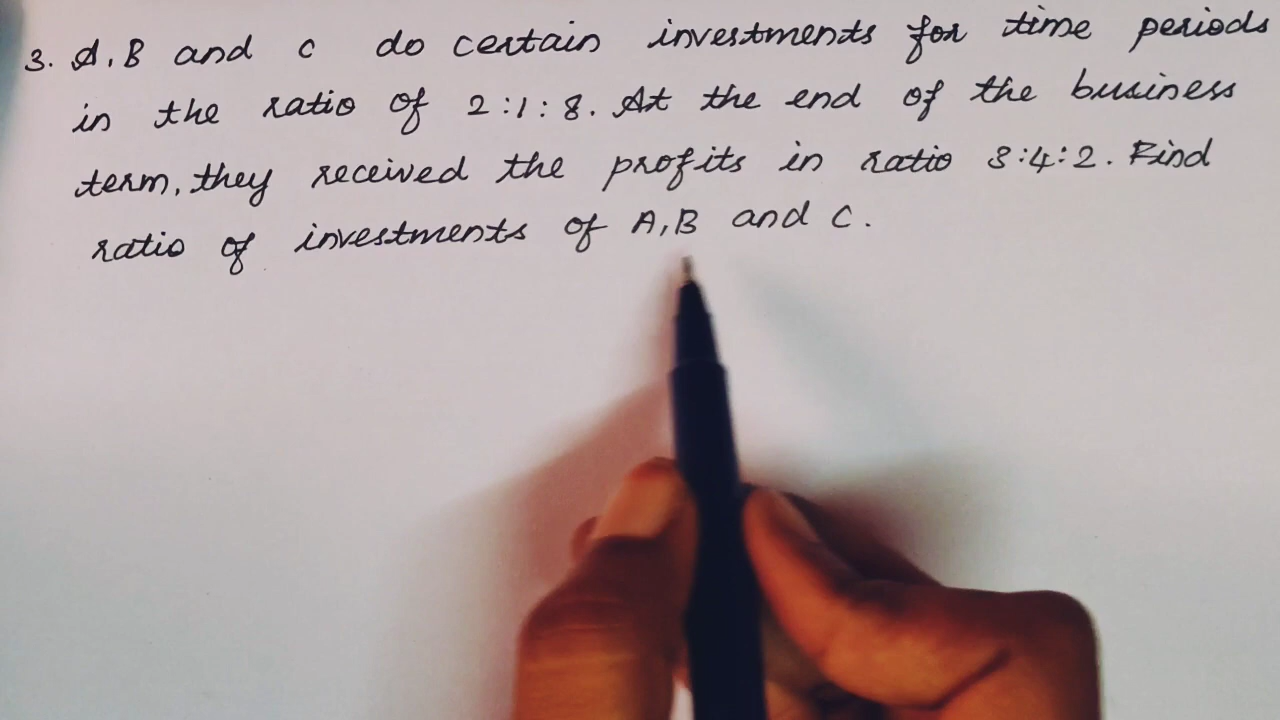 3. A, B and c do certain investments for time periods
in the ratio of 2:1:8. At the end of the business
term, they received the profits in ratio 3:4:2. Find
ratio of investments of A, B and C.